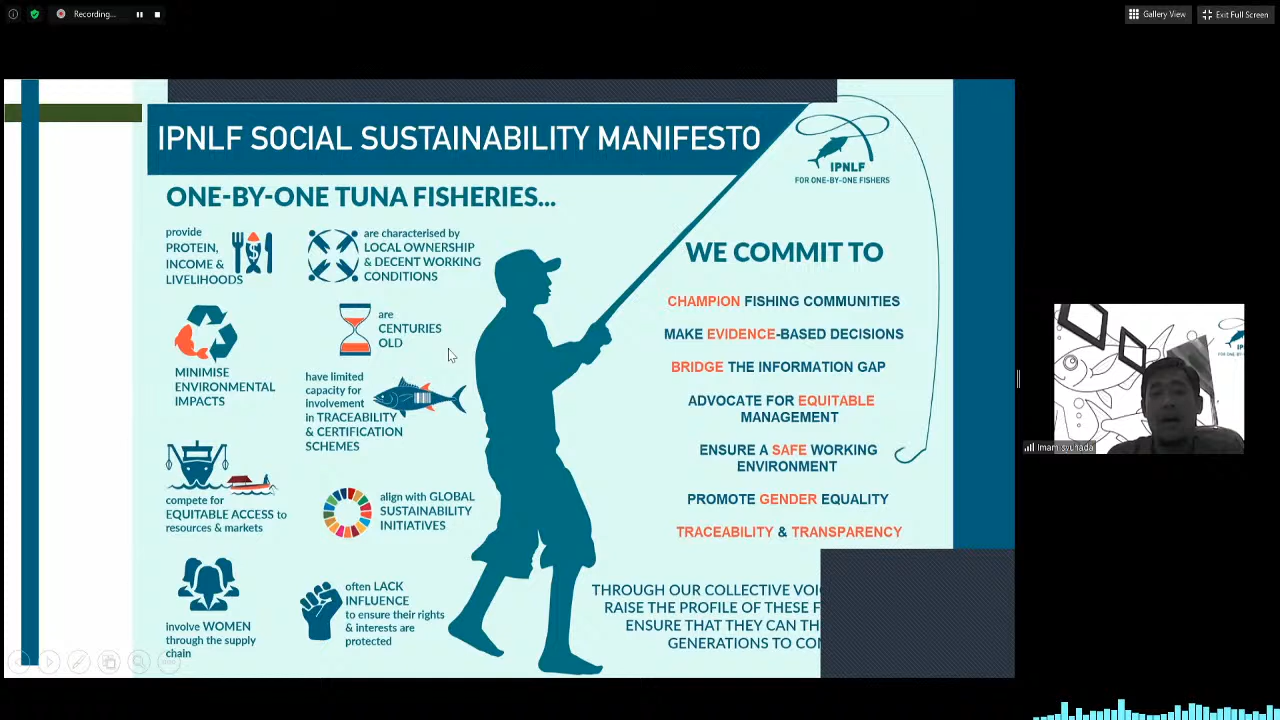 Recording...
Gallery View
Exit Full Screen
IPNLF SOCIAL SUSTAINABILITY MANIFESTO
IPNLF
FOR ONE-BY-ONE FISHERS
ONE-BY-ONE TUNA FISHERIES...
provide
PROTEIN,
INCOME &
LIVELIHOODS
are characterised by
LOCAL OWNERSHIP
& DECENT WORKING
CONDITIONS
MINIMISE
ENVIRONMENTAL
IMPACTS
are
CENTURIES
OLD
have limited
capacity for
involvement
in TRACEABILITY
& CERTIFICATION
SCHEMES
compete for
EQUITABLE ACCESS to
resources & markets
align with GLOBAL
SUSTAINABILITY
INITIATIVES
involve WOMEN
through the supply
chain
often LACK
INFLUENCE
to ensure their rights
& interests are
protected
WE COMMIT TO
CHAMPION FISHING COMMUNITIES
MAKE EVIDENCE-BASED DECISIONS
BRIDGE THE INFORMATION GAP
ADVOCATE FOR EQUITABLE
MANAGEMENT
ENSURE A SAFE WORKING
ENVIRONMENT
PROMOTE GENDER EQUALITY
TRACEABILITY & TRANSPARENCY
THROUGH OUR COLLECTIVE
RAISE THE PROFILE OF THESE
ENSURE THAT THEY CAN
GENERATIONS TO